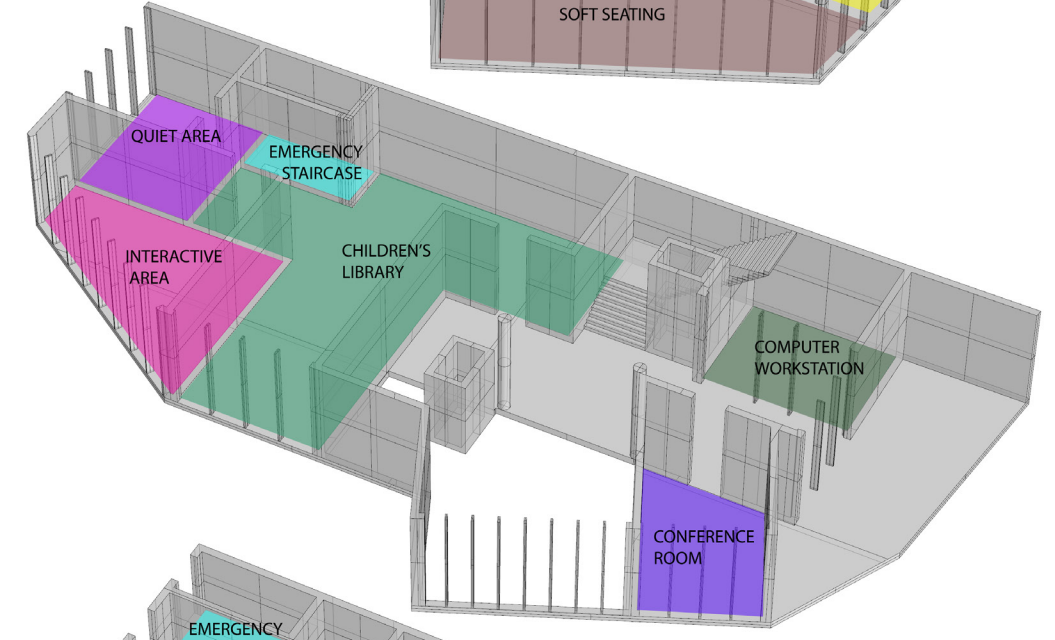 SOFT SEATING
QUIET AREA
EMERGENCY
STAIRCASE
INTERACTIVE
AREA
CHILDREN'S
LIBRARY
COMPUTER
WORKSTATION
CONFERENCE
ROOM
EMERGENCY